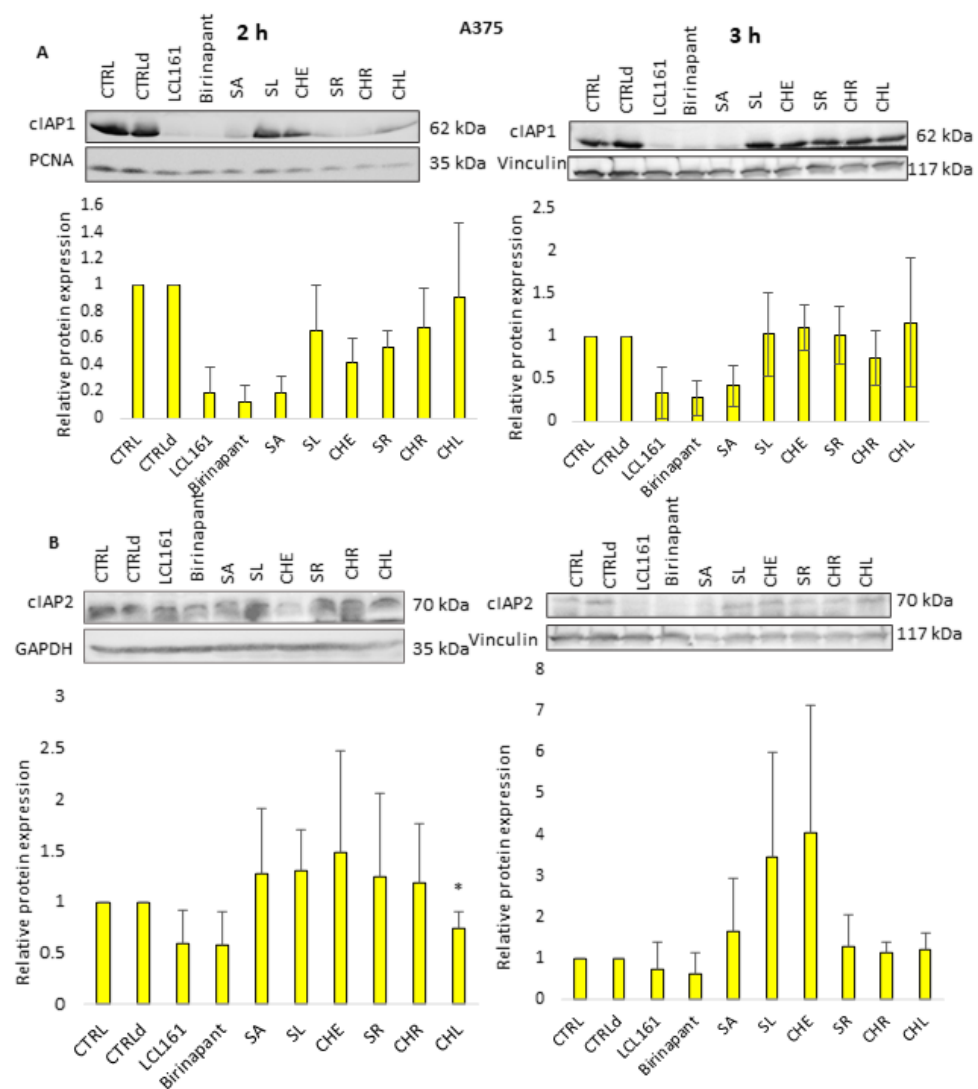 A375
2 h
3 h
A
CTRL
CTRLd
LCL161
Birinapant
SA
SL
CHE
SR
CHR
CHL
cIAP1
62 kDa
PCNA
35 kDa
CTRL
CTRLd
LCL161
Birinapant
SA
SL
CHE
SR
CHR
CHL
cIAP1
62 kDa
Vinculin
117 kDa
Relative protein expression
1.6
1.4
1.2
1
0.8
0.6
0.4
0.2
0
CTRL
CTRLd
LCL161
Birinapant
SA
SL
CHE
SR
CHR
CHL
Relative protein expression
2.5
2
1.5
1
0.5
0
CTRL
CTRLd
LCL161
Birinapant
SA
SL
CHE
SR
CHR
CHL
B
CTRL
CTRLd
LCL161
Birinapant
SA
SL
CHE
SR
CHR
CHL
cIAP2
70 kDa
GAPDH
35 kDa
CTRL
CTRLd
LCL161
Birinapant
SA
SL
CHE
SR
CHR
CHL
cIAP2
70 kDa
Vinculin
117 kDa
Relative protein expression
3
2.5
2
1.5
1
0.5
0
*
CTRL
CTRLd
LCL161
Birinapant
SA
SL
CHE
SR
CHR
CHL
Relative protein expression
8
7
6
5
4
3
2
1
0
CTRL
CTRLd
LCL161
Birinapant
SA
SL
CHE
SR
CHR
CHL